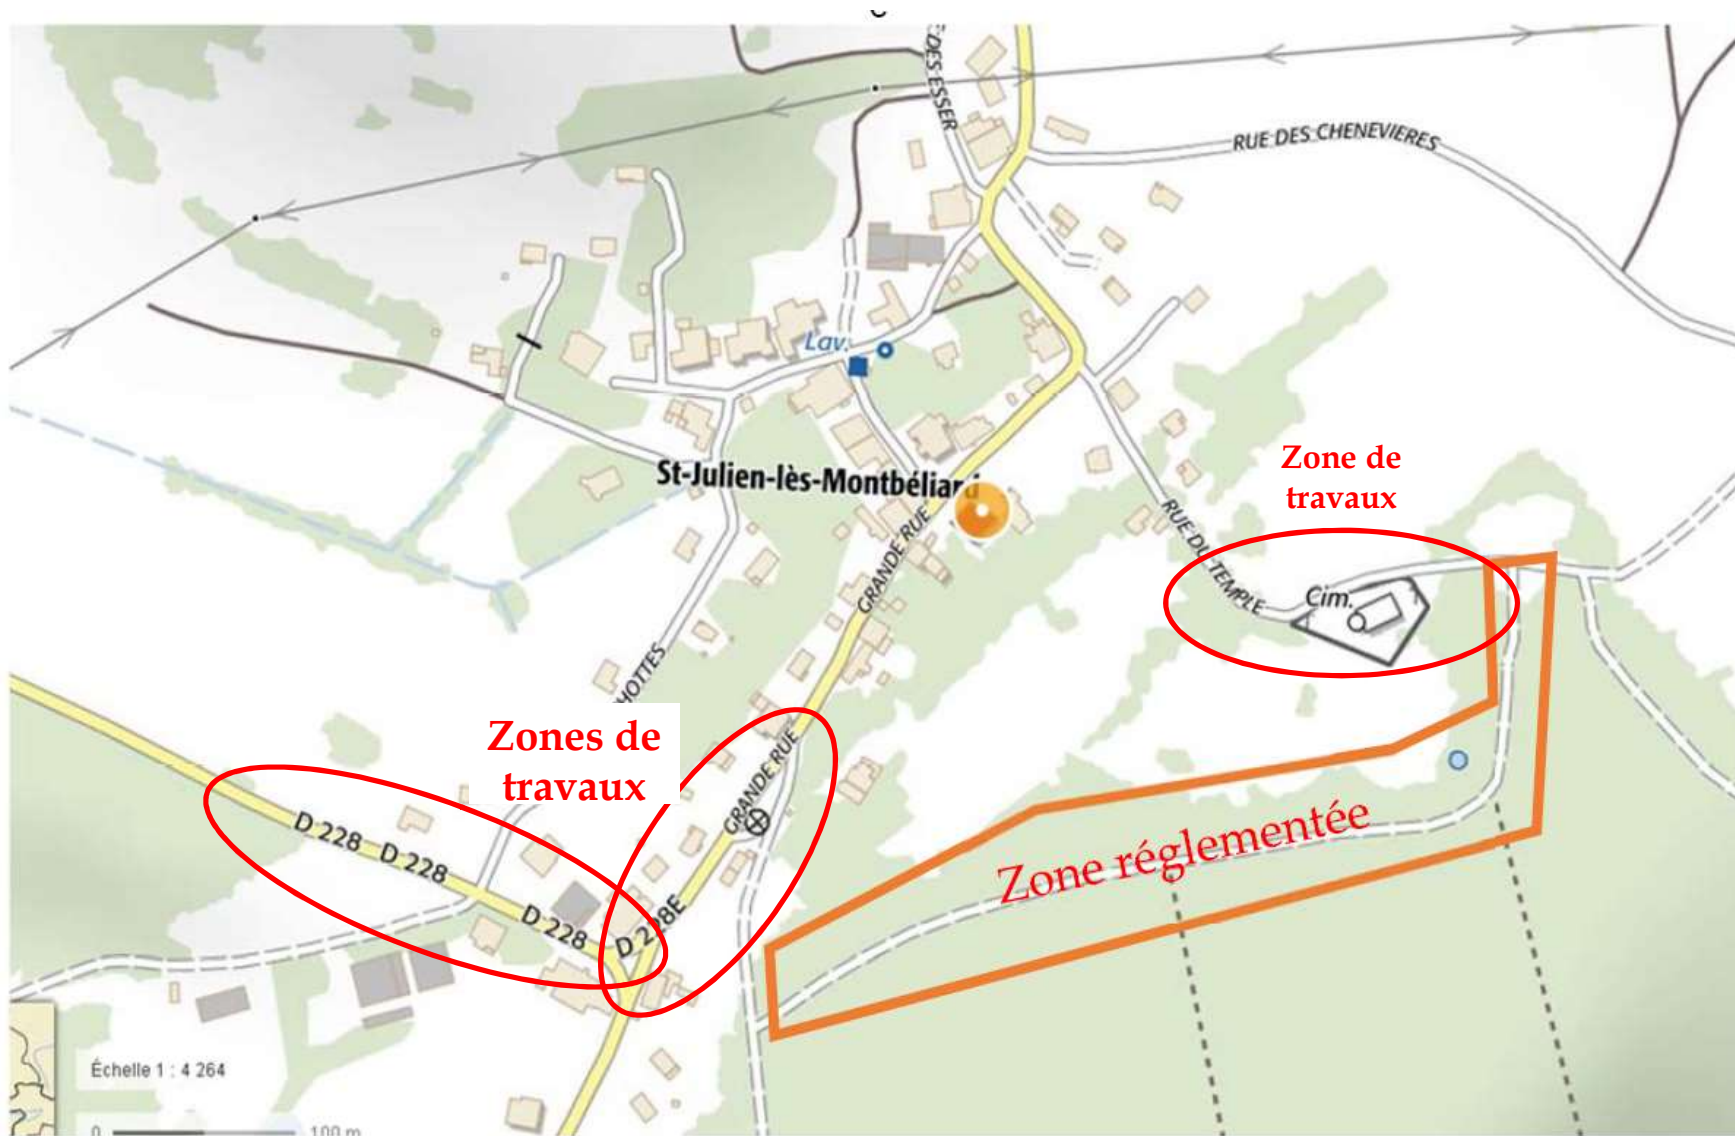 E DES ESSER
RUE DES CHENEVIERES
Lav.
St-Julien-lès-Montbéliard
Zone de
travaux
RUE DU TEMPLE
Cim.
GRANDE RUE
HOTTES
Zones de
travaux
GRANDE RUE
D 228 D 228
D 228
D 228E
Zone réglementée
Échelle 1 : 4 264
0 100 m